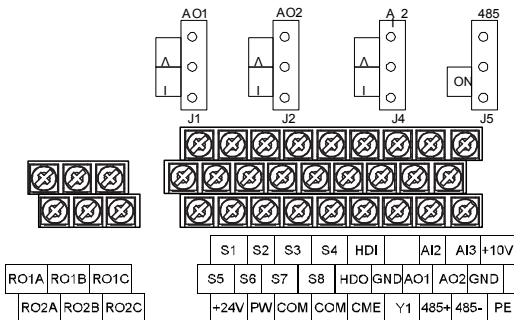 AO1 AO2 AI2 485
V V V
I I I ON
J1 J2 J4 J5
S1 S2 S3 S4 HDI AI2 AI3 +10V
RO1A RO1B RO1C S5 S6 S7 S8 HDO GND AO1 AO2 GND
RO2A RO2B RO2C +24V PW COM COM CME Y1 485+ 485- PE